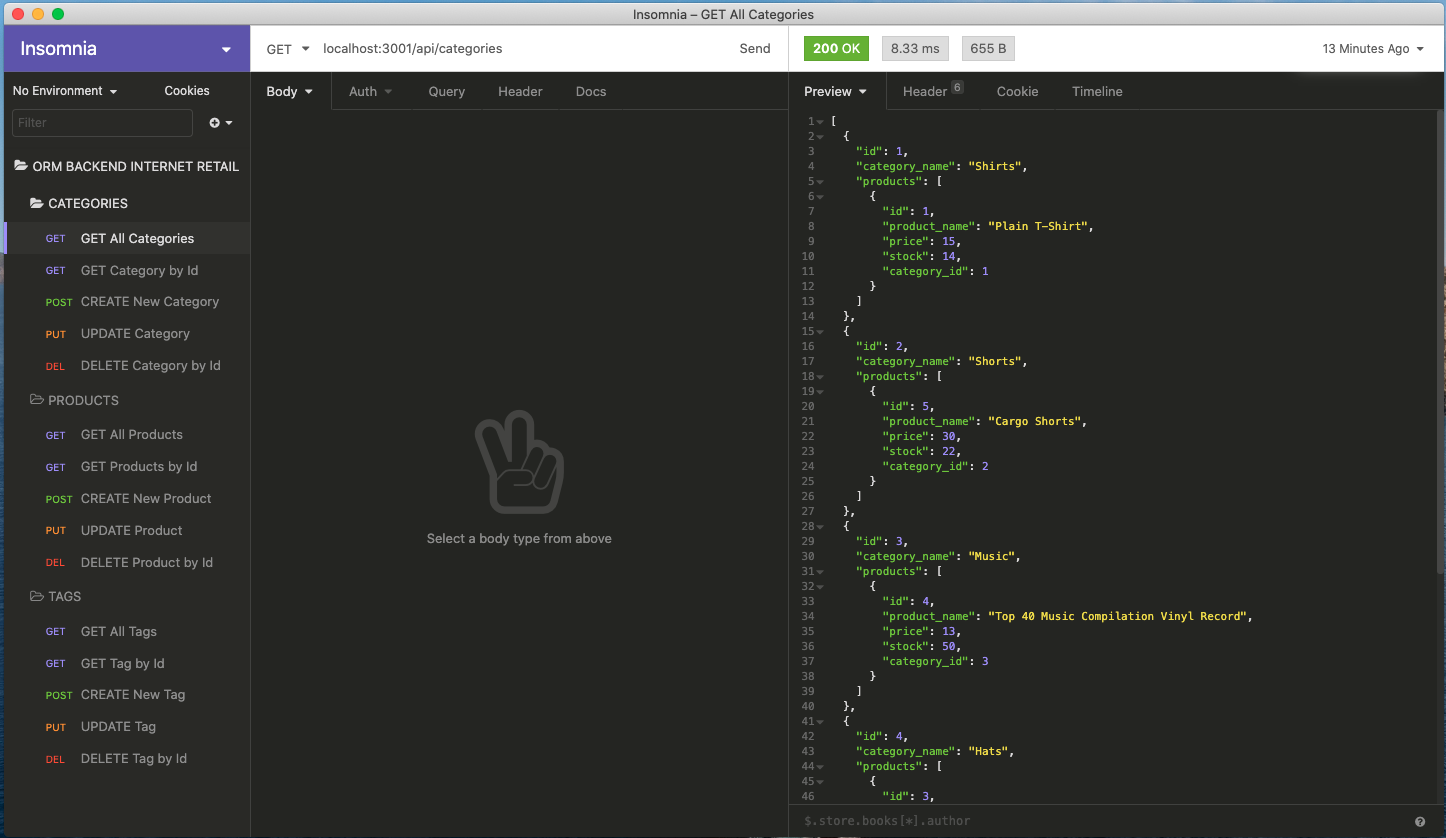 Insomnia – GET All Categories
Insomnia
GET localhost:3001/api/categories Send
200 OK 8.33 ms 655 B 13 Minutes Ago
No Environment Cookies
Filter
ORM BACKEND INTERNET RETAIL
CATEGORIES
GET GET All Categories
GET GET Category by Id
POST CREATE New Category
PUT UPDATE Category
DEL DELETE Category by Id
PRODUCTS
GET GET All Products
GET GET Products by Id
POST CREATE New Product
PUT UPDATE Product
DEL DELETE Product by Id
TAGS
GET GET All Tags
GET GET Tag by Id
POST CREATE New Tag
PUT UPDATE Tag
DEL DELETE Tag by Id
Body Auth Query Header Docs
Select a body type from above
Preview Header 6 Cookie Timeline
1 [
2 {
3 "id": 1,
4 "category_name": "Shirts",
5 "products": [
6 {
7 "id": 1,
8 "product_name": "Plain T-Shirt",
9 "price": 15,
10 "stock": 14,
11 "category_id": 1
12 }
13 ]
14 },
15 {
16 "id": 2,
17 "category_name": "Shorts",
18 "products": [
19 {
20 "id": 5,
21 "product_name": "Cargo Shorts",
22 "price": 30,
23 "stock": 22,
24 "category_id": 2
25 }
26 ]
27 },
28 {
29 "id": 3,
30 "category_name": "Music",
31 "products": [
32 {
33 "id": 4,
34 "product_name": "Top 40 Music Compilation Vinyl Record",
35 "price": 13,
36 "stock": 50,
37 "category_id": 3
38 }
39 ]
40 },
41 {
42 "id": 4,
43 "category_name": "Hats",
44 "products": [
45 {
46 "id": 3,
$.store.books[*].author